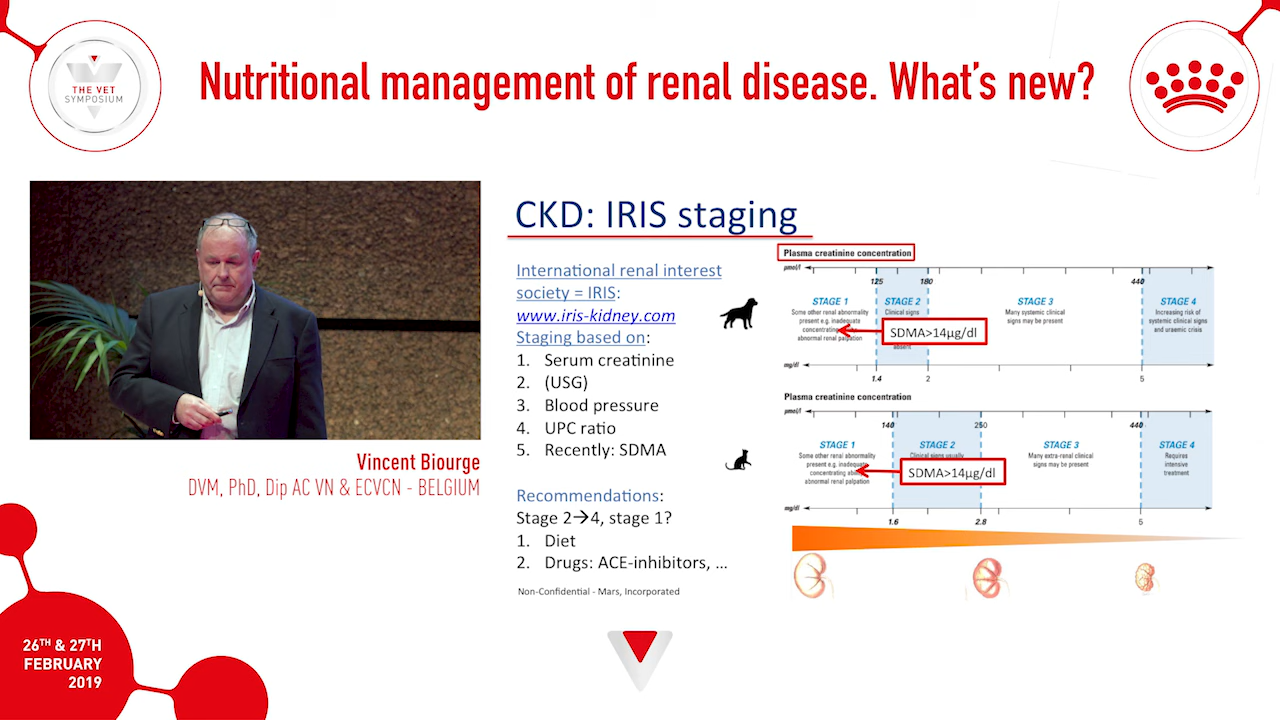 THE VET
SYMPOSIUM
Nutritional management of renal disease. What's new?
Vincent Biourge
DVM, PhD, Dip AC VN & ECVCN - BELGIUM
26TH & 27TH
FEBRUARY
2019
CKD: IRIS staging
International renal interest
society = IRIS:
www.iris-kidney.com
Staging based on:
1. Serum creatinine
2. (USG)
3. Blood pressure
4. UPC ratio
5. Recently: SDMA
Recommendations:
Stage 2→4, stage 1?
1. Diet
2. Drugs: ACE-inhibitors, ...
Non-Confidential - Mars, Incorporated
Plasma creatinine concentration
µmol/l
125 180 440
STAGE 1 STAGE 2 STAGE 3 STAGE 4
Some other renal abnormality
present e.g. inadequate
concentrating
abnormal renal palpation
Clinical signs
absent
SDMA>14µg/dl
Many systemic clinical
signs may be present
Increasing risk of
systemic clinical signs
and uraemic crisis
mg/dl
1.4 2 5
Plasma creatinine concentration
µmol/l
140 250 440
STAGE 1 STAGE 2 STAGE 3 STAGE 4
Some other renal abnormality
present e.g. inadequate
concentrating
abnormal renal palpation
Clinical signs usually
SDMA>14µg/dl
Many extra-renal clinical
signs may be present
Requires
intensive
treatment
mg/dl
1.6 2.8 5